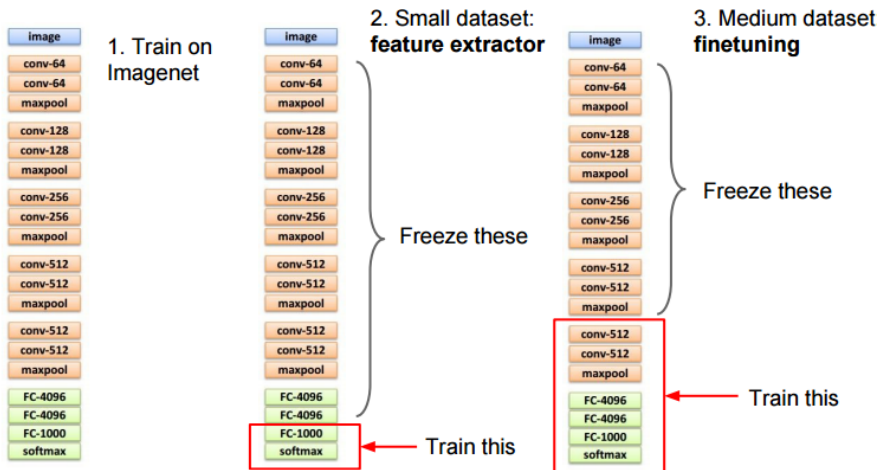 1. Train on
Imagenet
image
conv-64
conv-64
maxpool
conv-128
conv-128
maxpool
conv-256
conv-256
maxpool
conv-512
conv-512
maxpool
conv-512
conv-512
maxpool
FC-4096
FC-4096
FC-1000
softmax
2. Small dataset:
feature extractor
image
conv-64
conv-64
maxpool
conv-128
conv-128
maxpool
conv-256
conv-256
maxpool
conv-512
conv-512
maxpool
conv-512
conv-512
maxpool
FC-4096
FC-4096
FC-1000
softmax
Freeze these
Train this
3. Medium dataset
finetuning
image
conv-64
conv-64
maxpool
conv-128
conv-128
maxpool
conv-256
conv-256
maxpool
conv-512
conv-512
maxpool
conv-512
conv-512
maxpool
FC-4096
FC-4096
FC-1000
softmax
Freeze these
Train this